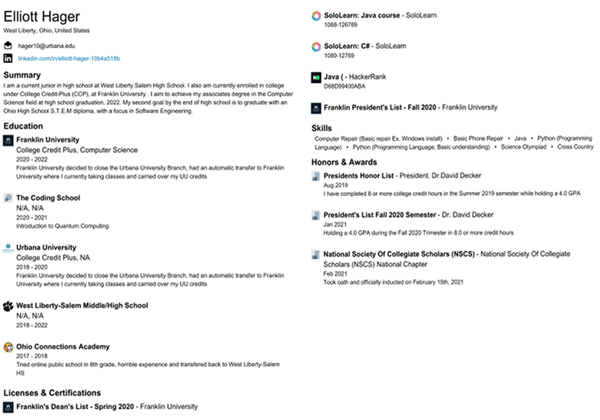 Elliott Hager
West Liberty, Ohio, United States
hager10@urbana.edu
linkedin.com/in/elliott-hager-10b4a518b
Summary
I am a current junior in high school at West Liberty Salem High School. I also am currently enrolled in college
under College Credit-Plus (CCP), at Franklin University . I aim to achieve my associates degree in the Computer
Science field at high school graduation, 2022. My second goal by the end of high school is to graduate with an
Ohio High School S.T.E.M diploma, with a focus in Software Engineering.
Education
Franklin University
College Credit Plus, Computer Science
2020 - 2022
Franklin University decided to close the Urbana University Branch, had an automatic transfer to Franklin
University where I currently taking classes and carried over my UU credits
The Coding School
N/A, N/A
2020 - 2021
Introduction to Quantum Computing
Urbana University
College Credit Plus, NA
2018 - 2020
Franklin University decided to close the Urbana University Branch, had an automatic transfer to Franklin
University where I currently taking classes and carried over my UU credits
West Liberty-Salem Middle/High School
N/A, N/A
2018 - 2022
Ohio Connections Academy
2017 - 2018
Tried online public school in 8th grade, horrible experience and transfered back to West Liberty-Salem
HS
Licenses & Certifications
Franklin's Dean's List - Spring 2020 - Franklin University
SoloLearn: Java course - SoloLearn
1068-126769
SoloLearn: C# - SoloLearn
1080-12769
Java ( - HackerRank
D68D99400ABA
Franklin President's List - Fall 2020 - Franklin University
Skills
Computer Repair (Basic repair Ex. Windows install) • Basic Phone Repair • Java • Python (Programming
Language) • Python (Programming Language; Basic understanding) • Science Olympiad • Cross Country
Honors & Awards
Presidents Honor List - President. Dr.David Decker
Aug 2019
I have completed 8 or more college credit hours in the Summer 2019 semester while holding a 4.0 GPA
President's List Fall 2020 Semester - Dr. David Decker
Jan 2021
Holding a 4.0 GPA during the Fall 2020 Trimester in 8.0 or more credit hours
National Society Of Collegiate Scholars (NSCS) - National Society Of Collegiate
Scholars (NSCS) National Chapter
Feb 2021
Took oath and officially inducted on February 15th, 2021